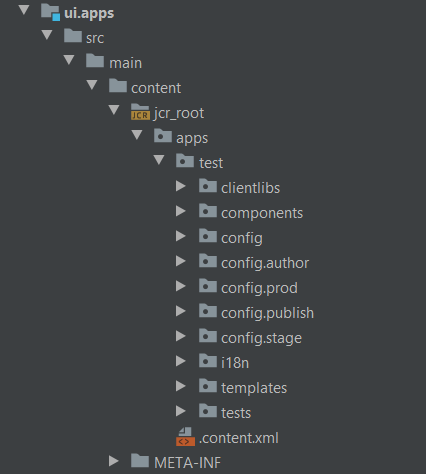 ui.apps
src
main
content
jcr_root
apps
test
clientlibs
components
config
config.author
config.prod
config.publish
config.stage
i18n
templates
tests
.content.xml
META-INF